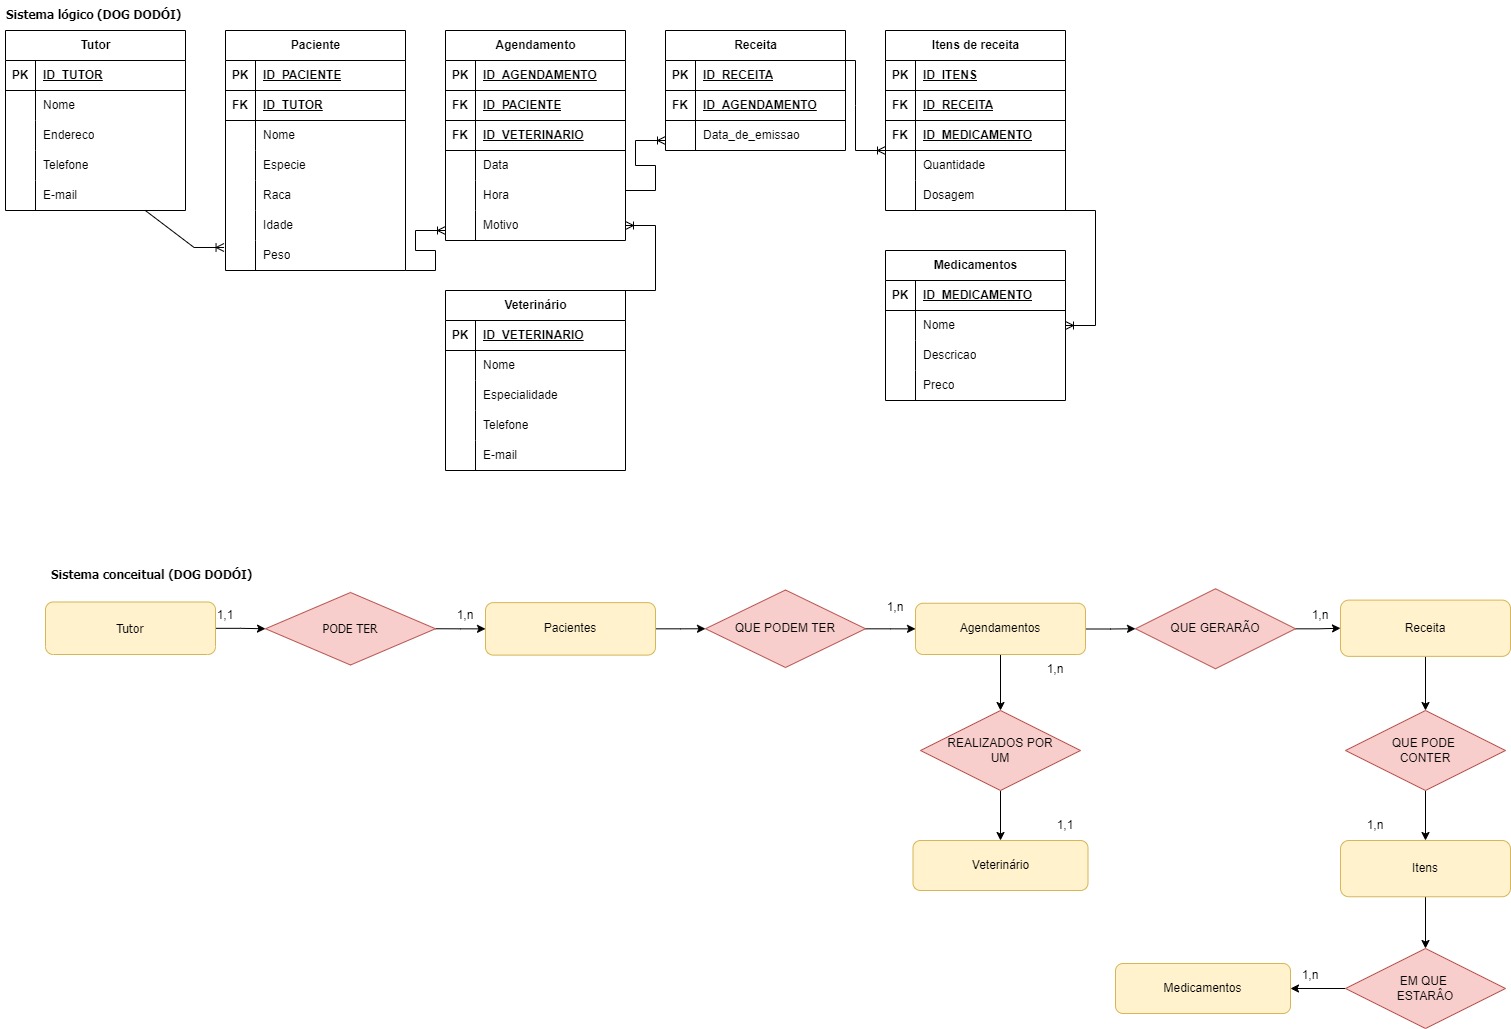 Sistema lógico (DOG DODÓI)
Tutor
PK ID_TUTOR
Nome
Endereco
Telefone
E-mail
Paciente
PK ID_PACIENTE
FK ID_TUTOR
Nome
Especie
Raca
Idade
Peso
Agendamento
PK ID_AGENDAMENTO
FK ID_PACIENTE
FK ID_VETERINARIO
Data
Hora
Motivo
Receita
PK ID_RECEITA
FK ID_AGENDAMENTO
Data_de_emissao
Itens de receita
PK ID_ITENS
FK ID_RECEITA
FK ID_MEDICAMENTO
Quantidade
Dosagem
Medicamentos
PK ID_MEDICAMENTO
Nome
Descricao
Preco
Veterinário
PK ID_VETERINARIO
Nome
Especialidade
Telefone
E-mail
Sistema conceitual (DOG DODÓI)
Tutor
1,1
PODE TER
1,n
Pacientes
QUE PODEM TER
1,n
Agendamentos
QUE GERARÃO
1,n
Receita
1,n
REALIZADOS POR
UM
1,1
Veterinário
QUE PODE
CONTER
1,n
Itens
EM QUE
ESTARÃO
1,n
Medicamentos